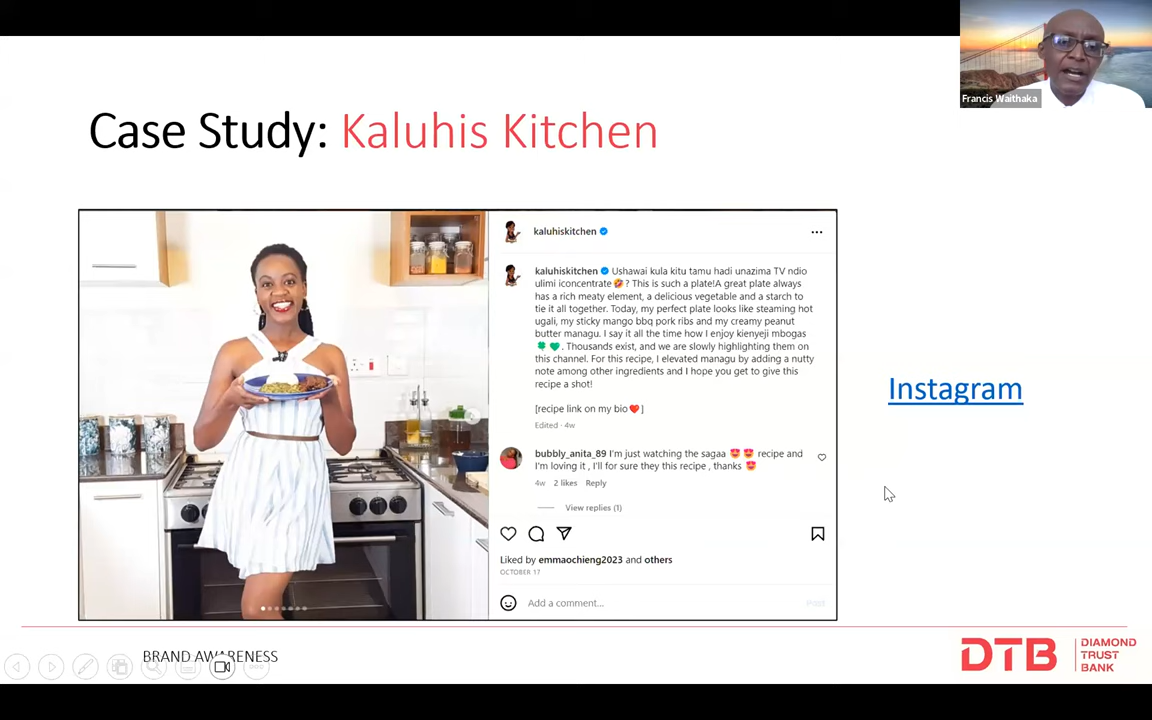 Francis Waithaka
Case Study: Kaluhis Kitchen
kaluhiskitchen
kaluhiskitchen Ushawai kula kitu tamu hadi unazima TV ndio
ulimi iconcentrate🤣? This is such a plate!A great plate always
has a rich meaty element, a delicious vegetable and a starch to
tie it all together. Today, my perfect plate looks like steaming hot
ugali, my sticky mango bbq pork ribs and my creamy peanut
butter managu. I say it all the time how I enjoy kienyeji mbogas
🍀💚. Thousands exist, and we are slowly highlighting them on
this channel. For this recipe, I elevated managu by adding a nutty
note among other ingredients and I hope you get to give this
recipe a shot!
[recipe link on my bio❤️]
Edited · 4w
bubbly_anita_89 I'm just watching the sagaa 😍😍 recipe and
I'm loving it , I'll for sure they this recipe , thanks 😍
4w 2 likes Reply
View replies (1)
Liked by emmaochieng2023 and others
OCTOBER 17
Add a comment... Post
Instagram
BRAND AWARENESS
DTB DIAMOND
TRUST
BANK